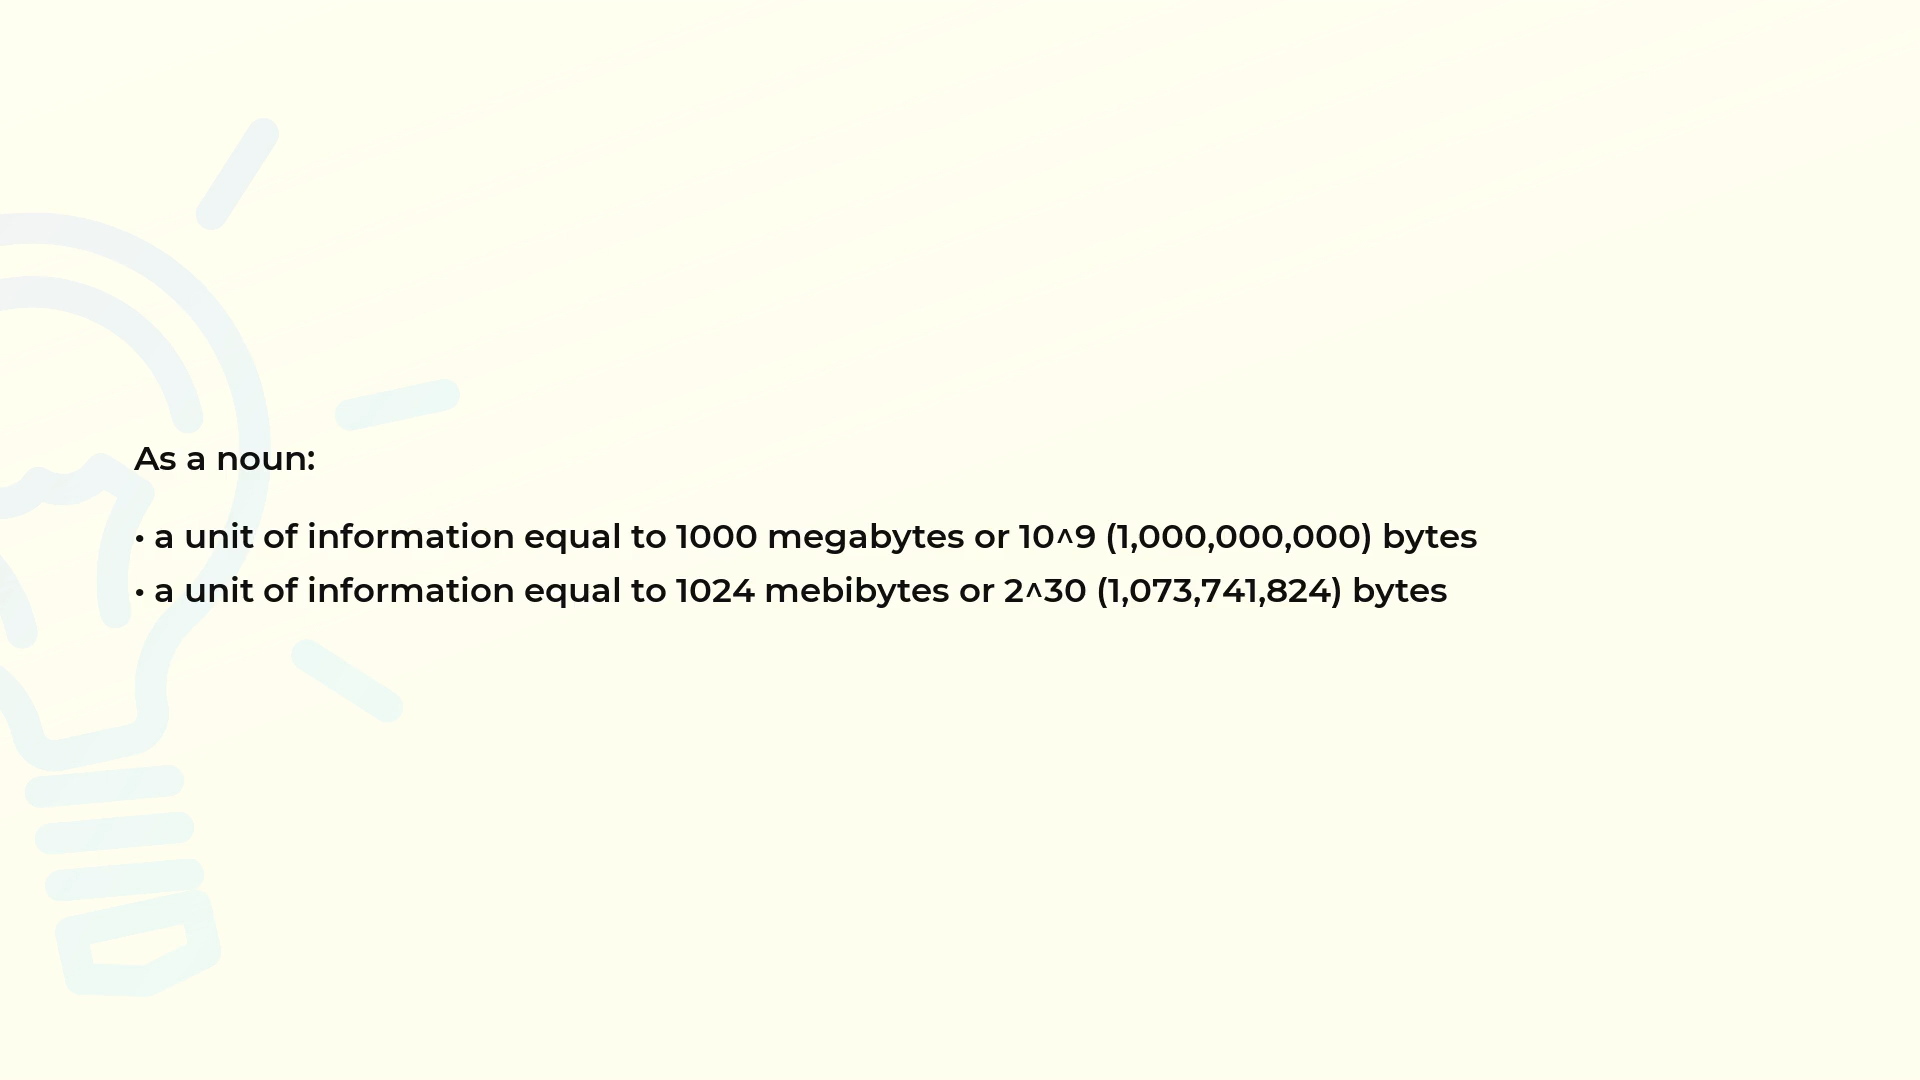 As a noun:
• a unit of information equal to 1000 megabytes or 10^9 (1,000,000,000) bytes
• a unit of information equal to 1024 mebibytes or 2^30 (1,073,741,824) bytes